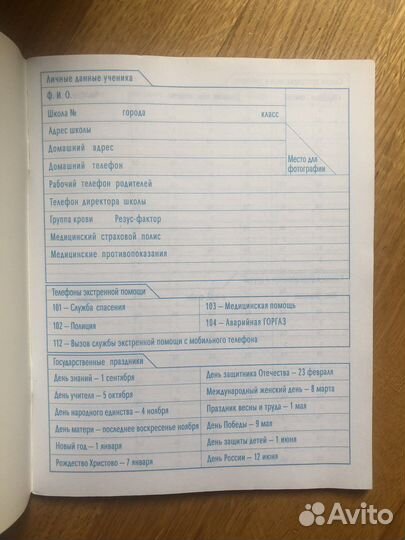 Личные данные ученика
Ф. И. О.
Школа № города класс
Адрес школы
Домашний адрес
Домашний телефон
Место для
фотографии
Рабочий телефон родителей
Телефон директора школы
Группа крови Резус-фактор
Медицинский страховой полис
Медицинские противопоказания
Телефоны экстренной помощи
101 – Служба спасения
103 – Медицинская помощь
102 – Полиция
104 – Аварийная ГОРГАЗ
112 – Вызов службы экстренной помощи с мобильного телефона
Государственные праздники
День знаний – 1 сентября
День защитника Отечества – 23 февраля
День учителя – 5 октября
Международный женский день – 8 марта
День народного единства – 4 ноября
Праздник весны и труда – 1 мая
День матери – последнее воскресенье ноября
День Победы – 9 мая
Новый год – 1 января
День защиты детей – 1 июня
Рождество Христово – 7 января
День России – 12 июня
Avito